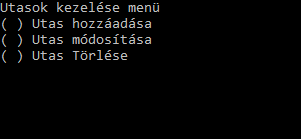 Utasok kezelése menü
( ) Utas hozzáadása
( ) Utas módosítása
( ) Utas Törlése